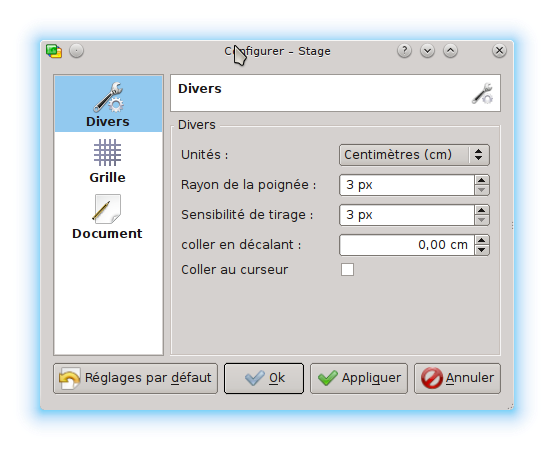 Configurer – Stage
Divers
Grille
Document
Divers
Divers
Unités :
Centimètres (cm)
Rayon de la poignée :
3 px
Sensibilité de tirage :
3 px
coller en décalant :
0,00 cm
Coller au curseur
Réglages par défaut
Ok
Appliquer
Annuler